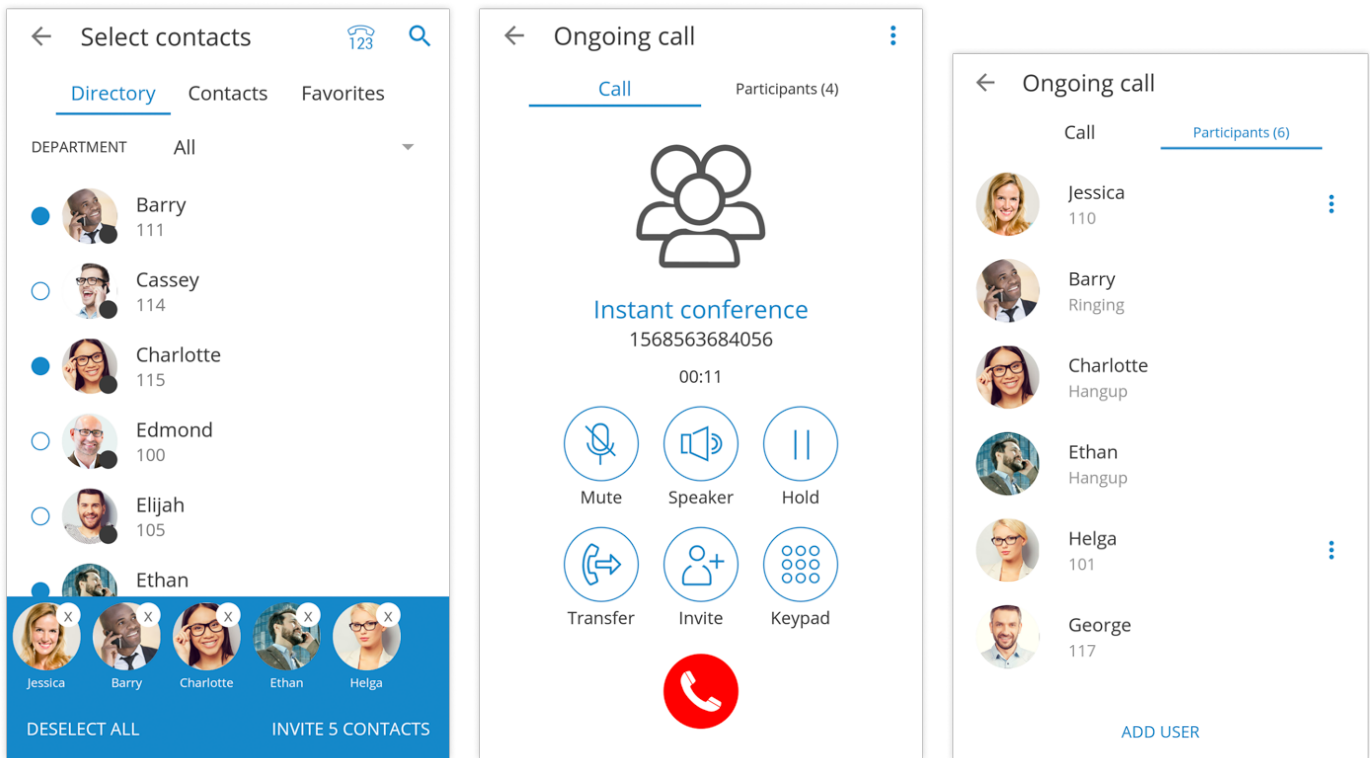 Select contacts
123
Directory Contacts Favorites
DEPARTMENT All
Barry
111
Cassey
114
Charlotte
115
Edmond
100
Elijah
105
Ethan
X X X X X
Jessica Barry Charlotte Ethan Helga
DESELECT ALL INVITE 5 CONTACTS
Ongoing call
Call Participants (4)
Instant conference
1568563684056
00:11
Mute Speaker Hold
Transfer Invite Keypad
Ongoing call
Call Participants (6)
Jessica
110
Barry
Ringing
Charlotte
Hangup
Ethan
Hangup
Helga
101
George
117
ADD USER